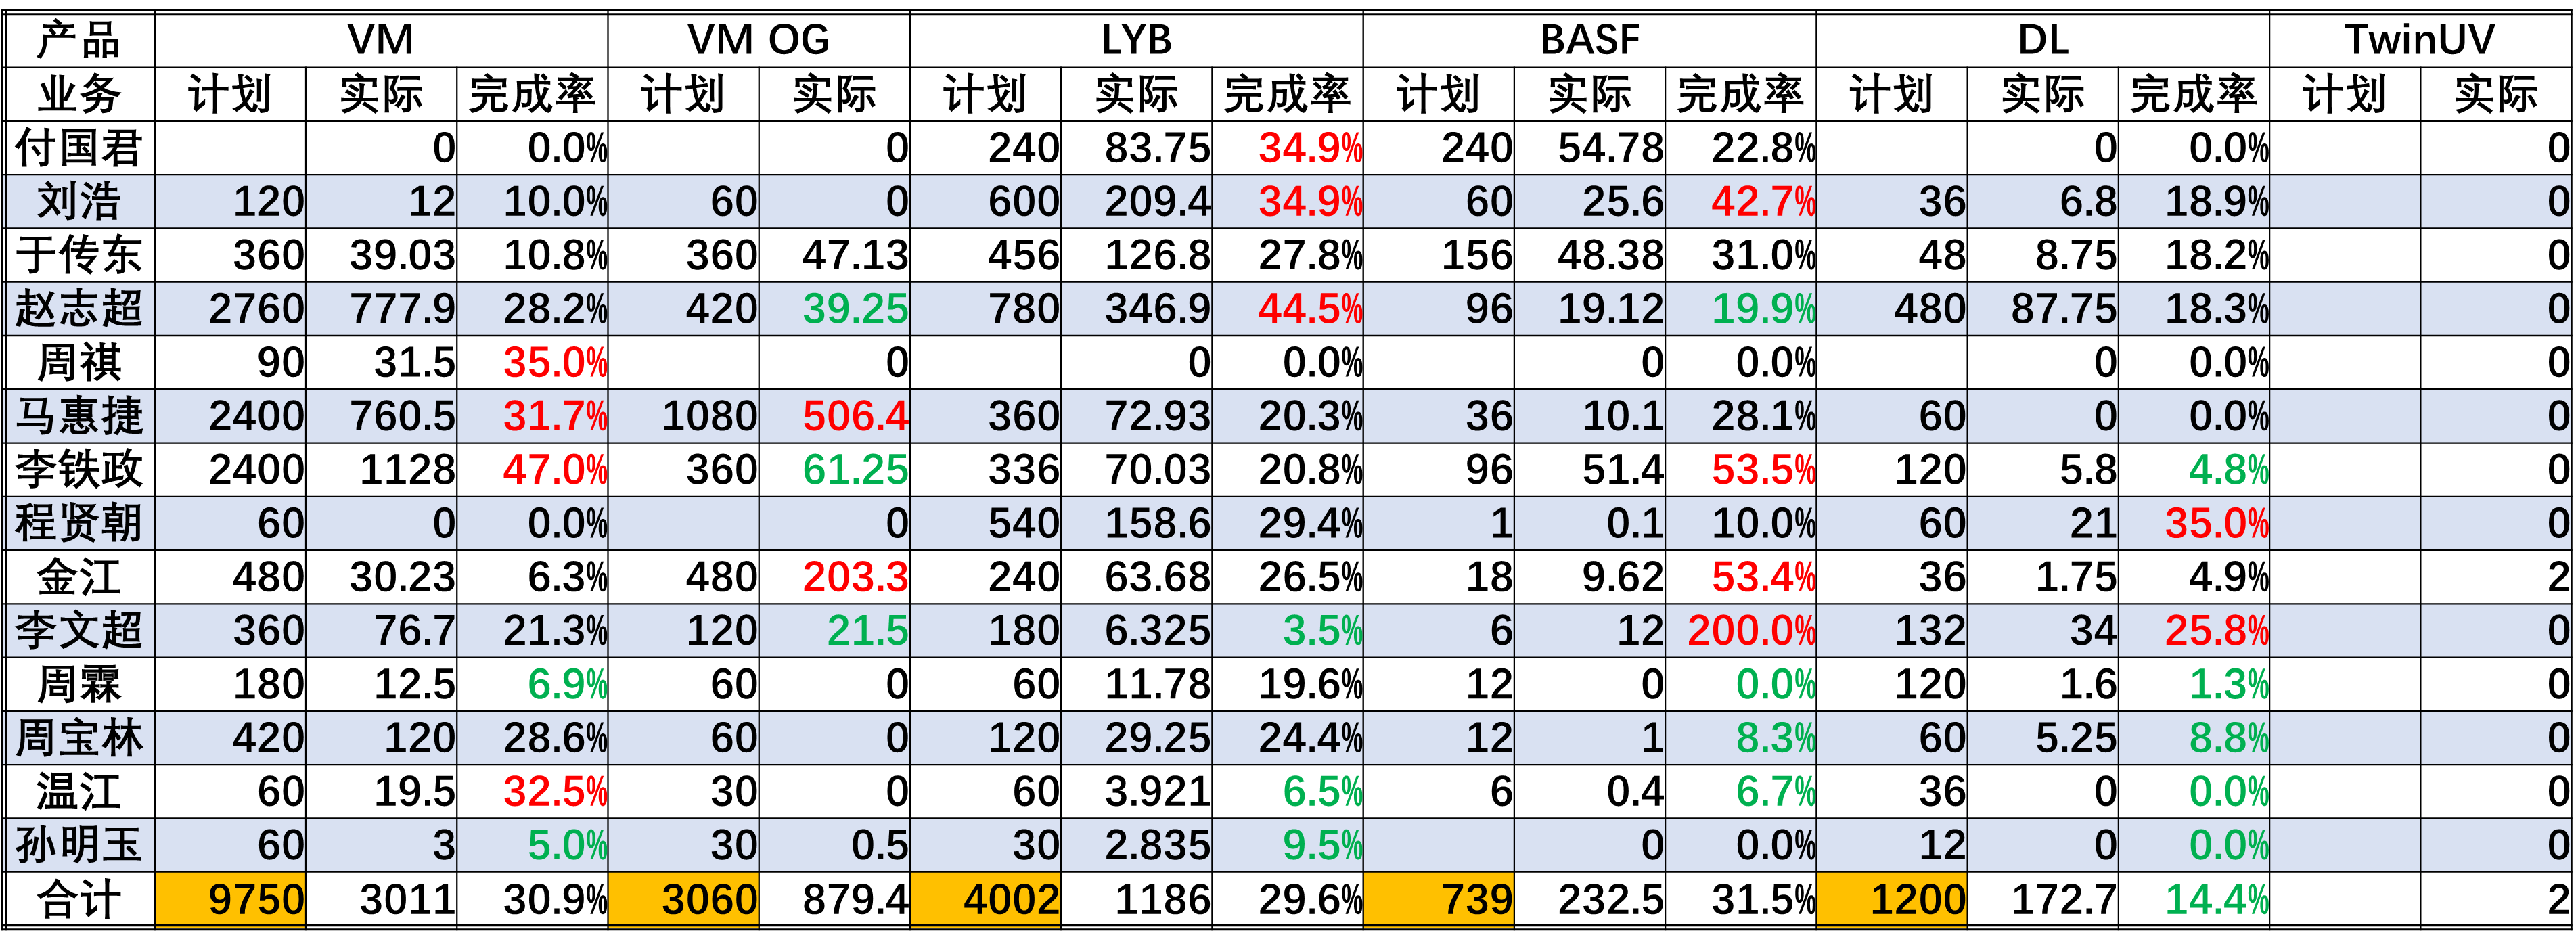 产品 VM VM OG LYB BASF DL TwinUV
业务 计划 实际 完成率 计划 实际 计划 实际 完成率 计划 实际 完成率 计划 实际 完成率 计划 实际
付国君 0 0.0% 0 240 83.75 34.9% 240 54.78 22.8% 0 0.0% 0
刘浩 120 12 10.0% 60 0 600 209.4 34.9% 60 25.6 42.7% 36 6.8 18.9% 0
于传东 360 39.03 10.8% 360 47.13 456 126.8 27.8% 156 48.38 31.0% 48 8.75 18.2% 0
赵志超 2760 777.9 28.2% 420 39.25 780 346.9 44.5% 96 19.12 19.9% 480 87.75 18.3% 0
周祺 90 31.5 35.0% 0 0 0.0% 0 0.0% 0 0.0% 0
马惠捷 2400 760.5 31.7% 1080 506.4 360 72.93 20.3% 36 10.1 28.1% 60 0 0.0% 0
李铁政 2400 1128 47.0% 360 61.25 336 70.03 20.8% 96 51.4 53.5% 120 5.8 4.8% 0
程贤朝 60 0 0.0% 0 540 158.6 29.4% 1 0.1 10.0% 60 21 35.0% 0
金江 480 30.23 6.3% 480 203.3 240 63.68 26.5% 18 9.62 53.4% 36 1.75 4.9% 2
李文超 360 76.7 21.3% 120 21.5 180 6.325 3.5% 6 12 200.0% 132 34 25.8% 0
周霖 180 12.5 6.9% 60 0 60 11.78 19.6% 12 0 0.0% 120 1.6 1.3% 0
周宝林 420 120 28.6% 60 0 120 29.25 24.4% 12 1 8.3% 60 5.25 8.8% 0
温江 60 19.5 32.5% 30 0 60 3.921 6.5% 6 0.4 6.7% 36 0 0.0% 0
孙明玉 60 3 5.0% 30 0.5 30 2.835 9.5% 0 0.0% 12 0 0.0% 0
合计 9750 3011 30.9% 3060 879.4 4002 1186 29.6% 739 232.5 31.5% 1200 172.7 14.4% 2